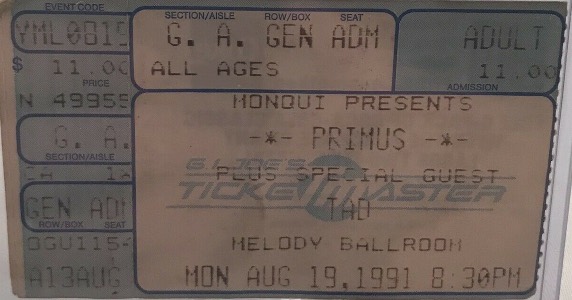 EVENT CODE
YML0819
$ 11.00
PRICE
N 49955
G. A.
SECTION/AISLE
GEN ADM
ROW/BOX SEAT
A13AUG
SECTION/AISLE ROW/BOX SEAT
G. A. GEN ADM ADULT
ALL AGES 11.00
ADMISSION
MONQUI PRESENTS
-*- PRIMUS -*-
G.I. JOE'S
PLUS SPECIAL GUEST
TICKETMASTER
TAD
MELODY BALLROOM
MON AUG 19,1991 8:30PM